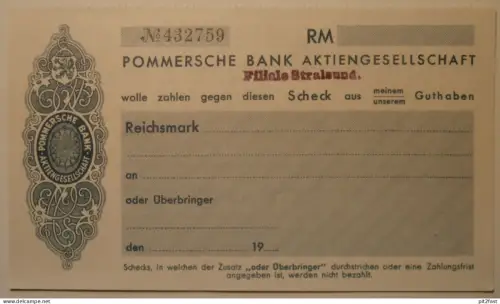 №432759 RM
POMMERSCHE BANK AKTIENGESELLSCHAFT
Filiale Stralsund.
wolle zahlen gegen diesen Scheck aus meinem Guthaben
unserem
POMMERSCHE BANK
AKTIENGESELLSCHAFT
Reichsmark
an
oder Überbringer
den 19
Schecks, in welchen der Zusatz „oder Überbringer" durchstrichen oder eine Zahlungsfrist
angegeben ist, werden nicht bezahlt.